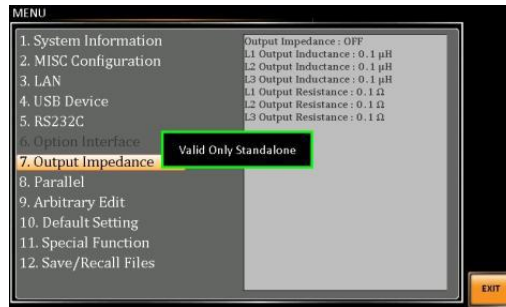 MENU
1. System Information
2. MISC Configuration
3. LAN
4. USB Device
5. RS232C
6. Option Interface
7. Output Impedance
8. Parallel
9. Arbitrary Edit
10. Default Setting
11. Special Function
12. Save/Recall Files
Output Impedance : OFF
L1 Output Inductance : 0.1 µH
L2 Output Inductance : 0.1 µH
L3 Output Inductance : 0.1 µH
L1 Output Resistance : 0.1 Ω
L2 Output Resistance : 0.1 Ω
L3 Output Resistance : 0.1 Ω
Valid Only Standalone
EXIT